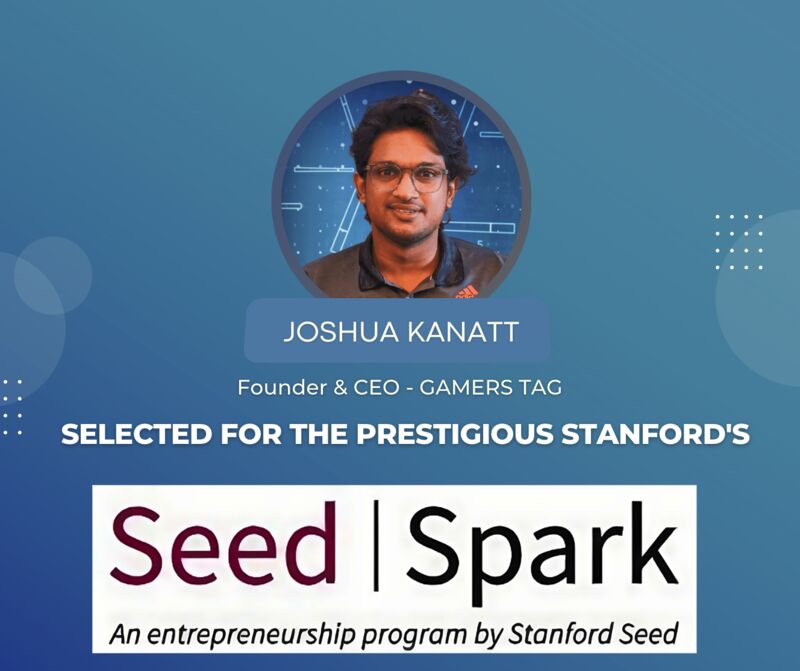 JOSHUA KANATT
Founder & CEO - GAMERS TAG
SELECTED FOR THE PRESTIGIOUS STANFORD'S
Seed | Spark
An entrepreneurship program by Stanford Seed